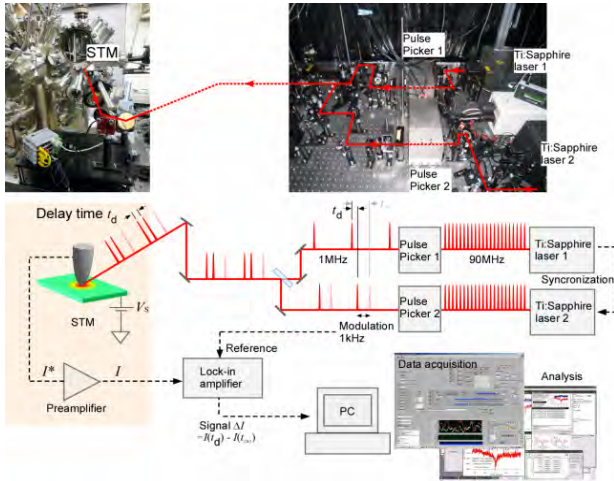 STM
Pulse
Picker 1
Ti:Sapphire
laser 1
Ti:Sapphire
laser 2
Pulse
Picker 2
Delay time td
td
t∞
1MHz
Pulse
Picker 1
90MHz
Ti:Sapphire
laser 1
Syncronization
Pulse
Picker 2
Ti:Sapphire
laser 2
Modulation
1kHz
VS
STM
Reference
I*
I
Preamplifier
Lock-in
amplifier
Signal ΔI
=I(td) - I(t∞)
PC
Data acquisition
Analysis